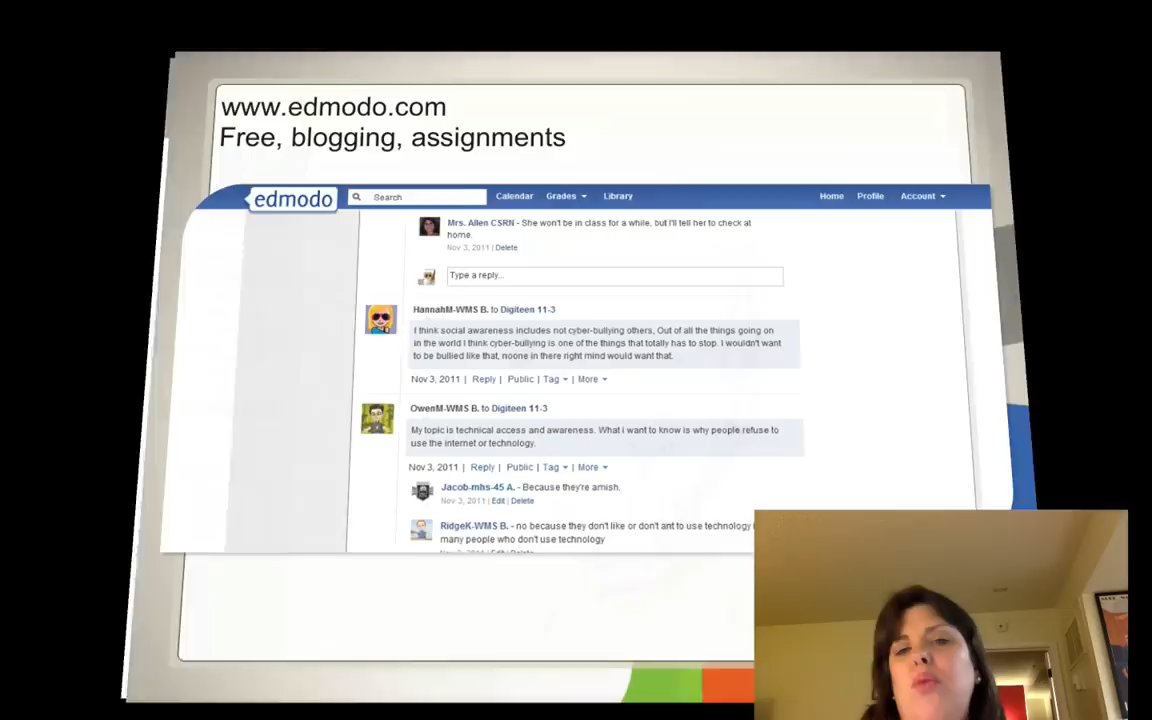 www.edmodo.com
Free, blogging, assignments
edmodo
Search
Calendar Grades Library
Home Profile Account
Mrs. Allen CSRN - She won't be in class for a while, but I'll tell her to check at
home.
Nov 3, 2011 | Delete
Type a reply...
HannahM-WMS B. to Digiteen 11-3
I think social awareness includes not cyber-bullying others, Out of all the things going on
in the world I think cyber-bullying is one of the things that totally has to stop. I wouldn't want
to be bullied like that, noone in there right mind would want that.
Nov 3, 2011 | Reply | Public | Tag | More
OwenM-WMS B. to Digiteen 11-3
My topic is technical access and awareness. What i want to know is why people refuse to
use the internet or technology.
Nov 3, 2011 | Reply | Public | Tag | More
Jacob-mhs-45 A. - Because they're amish.
Nov 3, 2011 | Edit | Delete
RidgeK-WMS B. - no because they don't like or don't ant to use technology
many people who don't use technology